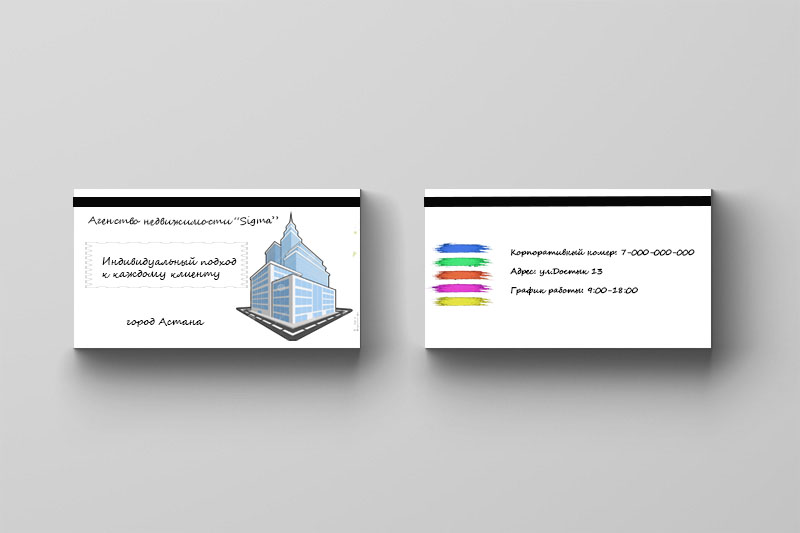 Агенство недвижимости "Sigma"
Индивидуальный подход
к каждому клиенту
город Астана
Корпоративный номер: 7-000-000-000
Адрес: ул.Достык 13
График работы: 9:00-18:00